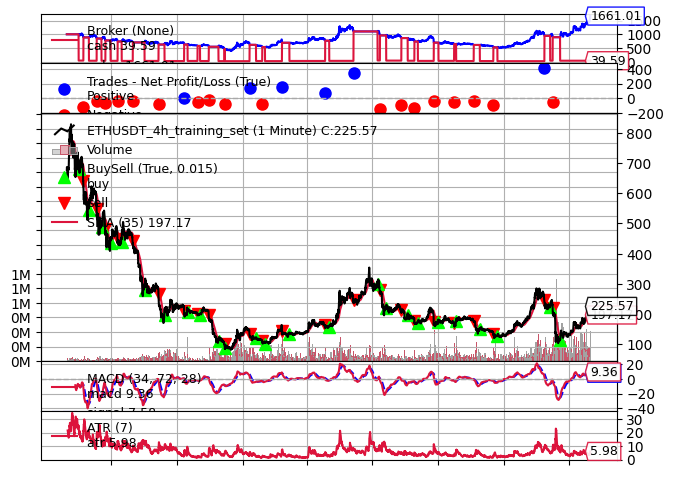 Broker (None)
cash 39.59
1661.01
1000
500
39.59
Trades - Net Profit/Loss (True)
Positive
Negative
400
200
0
−200
ETHUSDT_4h_training_set (1 Minute) C:225.57
Volume
BuySell (True, 0.015)
buy
sell
SMA (35) 197.17
800
700
600
500
400
300
225.57
197.17
100
1M
1M
1M
0M
0M
0M
0M
MACD (34, 72, 28)
macd 9.36
signal 7.58
20
9.36
−20
−40
ATR (7)
atr 5.98
30
20
10
5.98
0